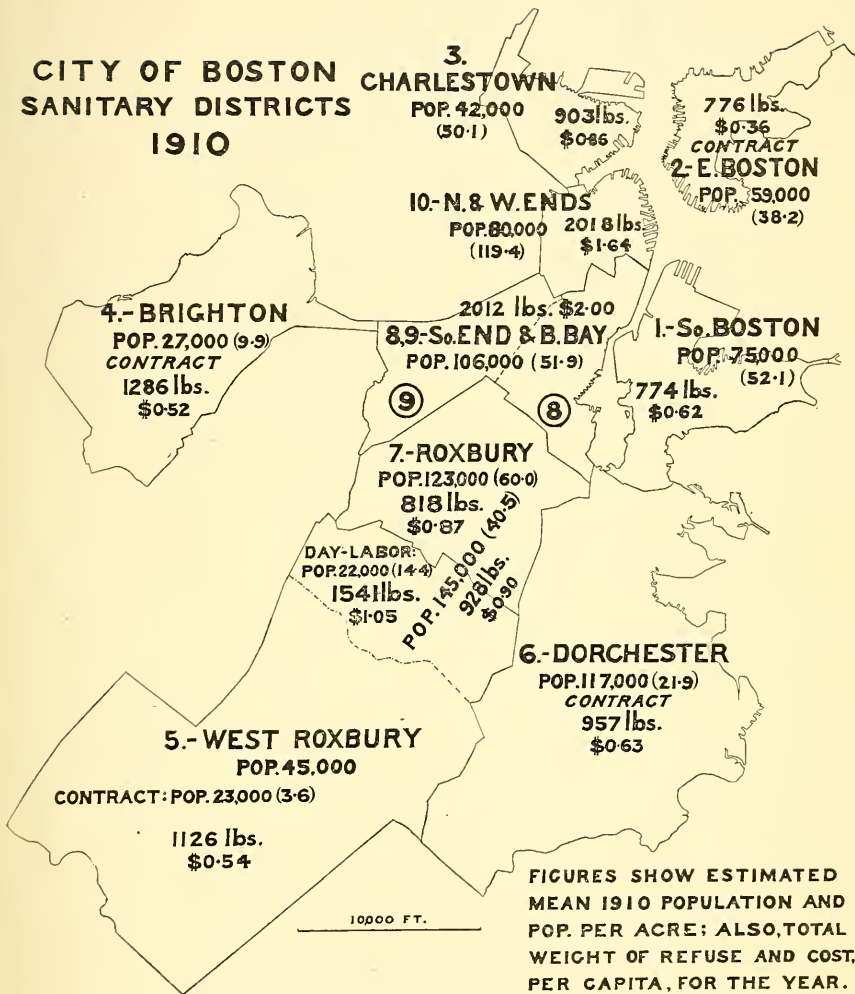 CITY OF BOSTON
SANITARY DISTRICTS
1910
3.
CHARLESTOWN
POP. 42,000
(50·1)
903 lbs.
$0·86
776 lbs.
$0·36
CONTRACT
2.-E. BOSTON
POP. 59,000
(38·2)
10.-N. & W. ENDS
POP. 80,000
(119·4)
2018 lbs.
$1·64
4.-BRIGHTON
POP. 27,000 (9·9)
CONTRACT
1286 lbs.
$0·52
2012 lbs. $2·00
8,9.-So. END & B. BAY
POP. 106,000 (51·9)
9
8
1.-So. BOSTON
POP. 75000
(52·1)
774 lbs.
$0·62
7.-ROXBURY
POP. 123,000 (60·0)
818 lbs.
$0·87
DAY-LABOR:
POP. 22,000 (14·4)
1541 lbs.
$1·05
POP. 145,000 (40·5)
928 lbs.
$0·90
6.-DORCHESTER
POP. 117,000 (21·9)
CONTRACT
957 lbs.
$0·63
5.-WEST ROXBURY
POP. 45,000
CONTRACT: POP. 23,000 (3·6)
1126 lbs.
$0·54
10,000 FT.
FIGURES SHOW ESTIMATED
MEAN 1910 POPULATION AND
POP. PER ACRE; ALSO, TOTAL
WEIGHT OF REFUSE AND COST,
PER CAPITA, FOR THE YEAR.